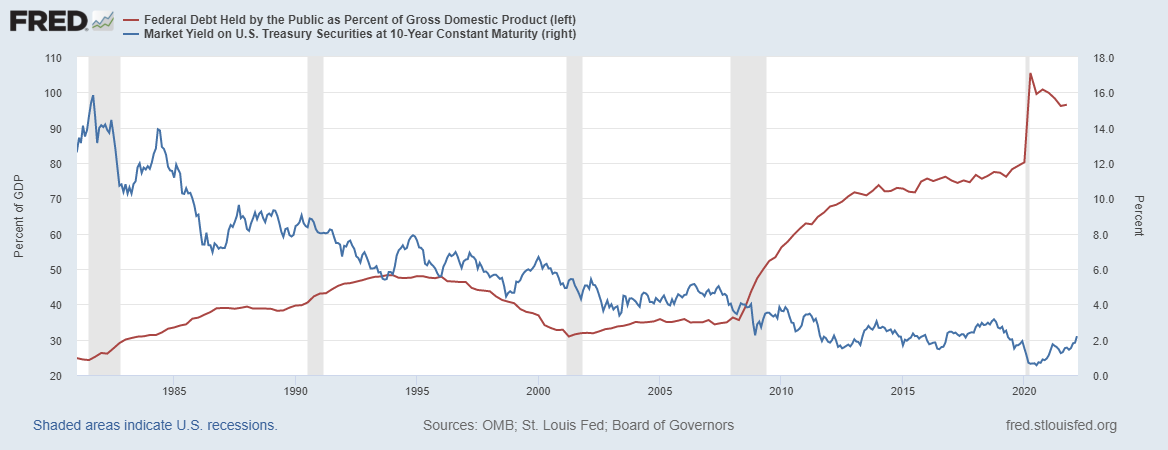 FRED
Federal Debt Held by the Public as Percent of Gross Domestic Product (left)
Market Yield on U.S. Treasury Securities at 10-Year Constant Maturity (right)
110 18.0
100 16.0
90 14.0
80 12.0
70 10.0
60 8.0
50 6.0
40 4.0
30 2.0
20 0.0
Percent of GDP
Percent
1985 1990 1995 2000 2005 2010 2015 2020
Shaded areas indicate U.S. recessions.
Sources: OMB; St. Louis Fed; Board of Governors
fred.stlouisfed.org